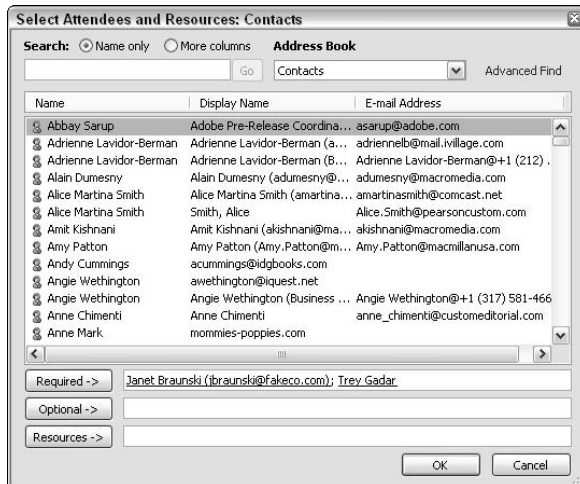 Select Attendees and Resources: Contacts
Search: Name only More columns Address Book
Go Contacts Advanced Find
Name Display Name E-mail Address
Abbay Sarup Adobe Pre-Release Coordina... asarup@adobe.com
Adrienne Lavidor-Berman Adrienne Lavidor-Berman (a... adriennelb@mail.ivillage.com
Adrienne Lavidor-Berman Adrienne Lavidor-Berman (B... Adrienne Lavidor-Berman@+1 (212) .
Alain Dumesny Alain Dumesny (adumesny@... adumesny@macromedia.com
Alice Martina Smith Alice Martina Smith (amartina... amartinasmith@comcast.net
Alice Martina Smith Smith, Alice Alice.Smith@pearsoncustom.com
Amit Kishnani Amit Kishnani (akishnani@ma... akishnani@macromedia.com
Amy Patton Amy Patton (Amy.Patton@m... Amy.Patton@macmillanusa.com
Andy Cummings acummings@idgbooks.com
Angie Wethington awethington@iquest.net
Angie Wethington Angie Wethington (Business ... Angie Wethington@+1 (317) 581-466
Anne Chimenti Anne Chimenti anne_chimenti@customeditorial.com
Anne Mark mommies-poppies.com
Required -> Janet Braunski (jbraunski@fakeco.com); Trey Gadar
Optional ->
Resources ->
OK Cancel